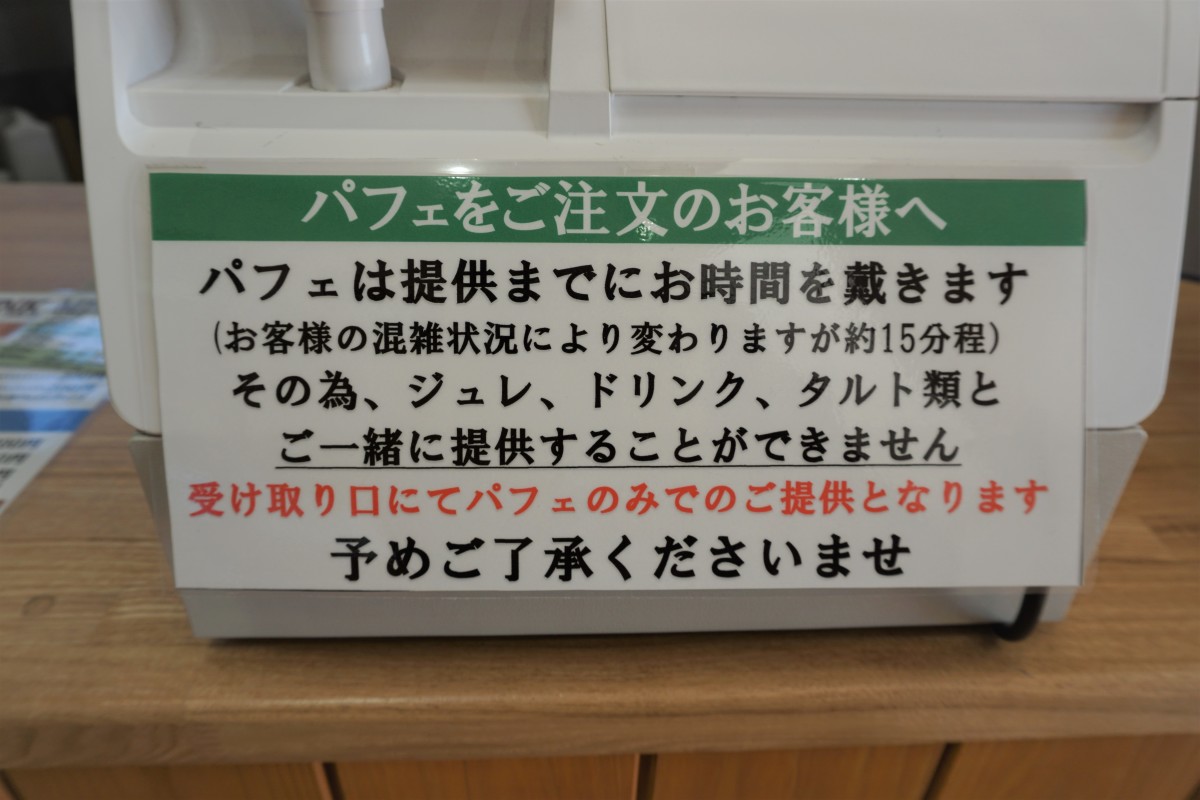 パフェをご注文のお客様へ
パフェは提供までにお時間を戴きます
(お客様の混雑状況により変わりますが約15分程)
その為、ジュレ、ドリンク、タルト類と
ご一緒に提供することができません
受け取り口にてパフェのみでのご提供となります
予めご了承くださいませ